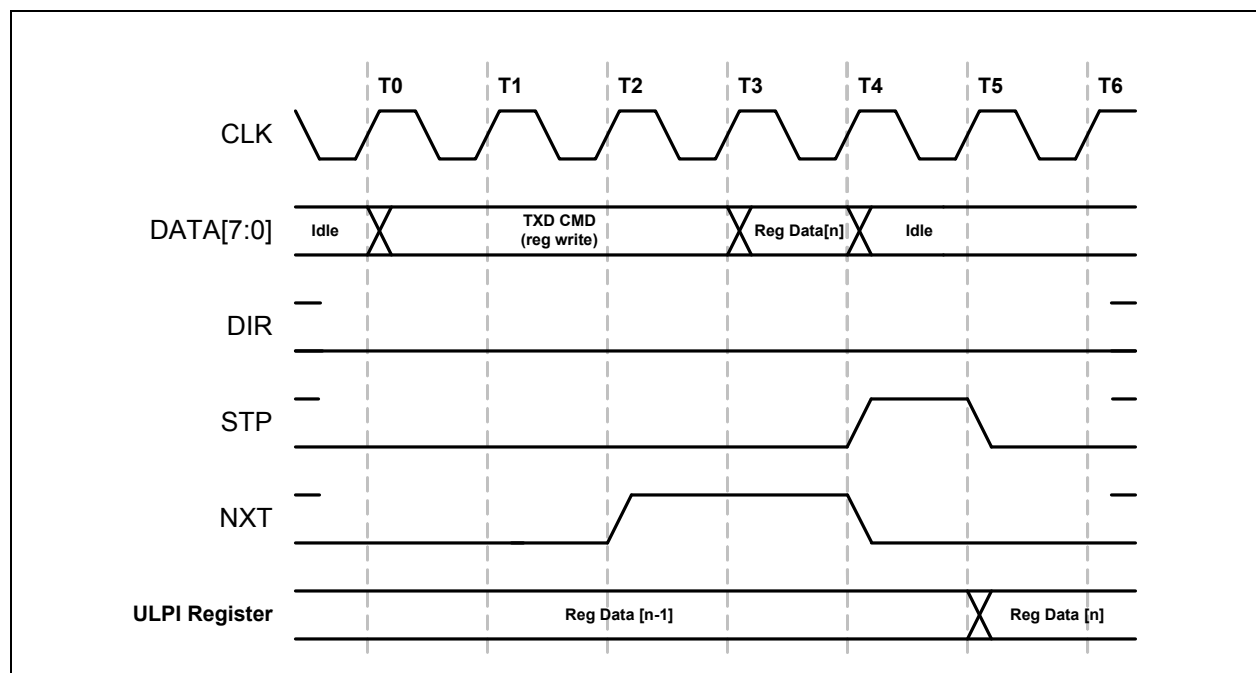 T0 T1 T2 T3 T4 T5 T6
CLK
DATA[7:0]
Idle
TXD CMD
(reg write)
Reg Data[n]
Idle
DIR
STP
NXT
ULPI Register
Reg Data [n-1]
Reg Data [n]